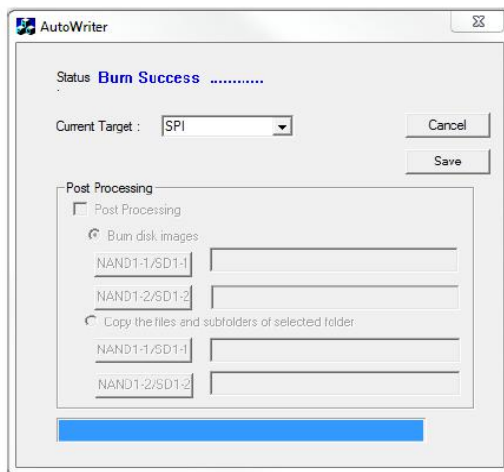 AutoWriter
Status Burn Success ............
Current Target : SPI
Cancel
Save
Post Processing
Post Processing
Burn disk images
NAND1-1/SD1-1
NAND1-2/SD1-2
Copy the files and subfolders of selected folder
NAND1-1/SD1-1
NAND1-2/SD1-2